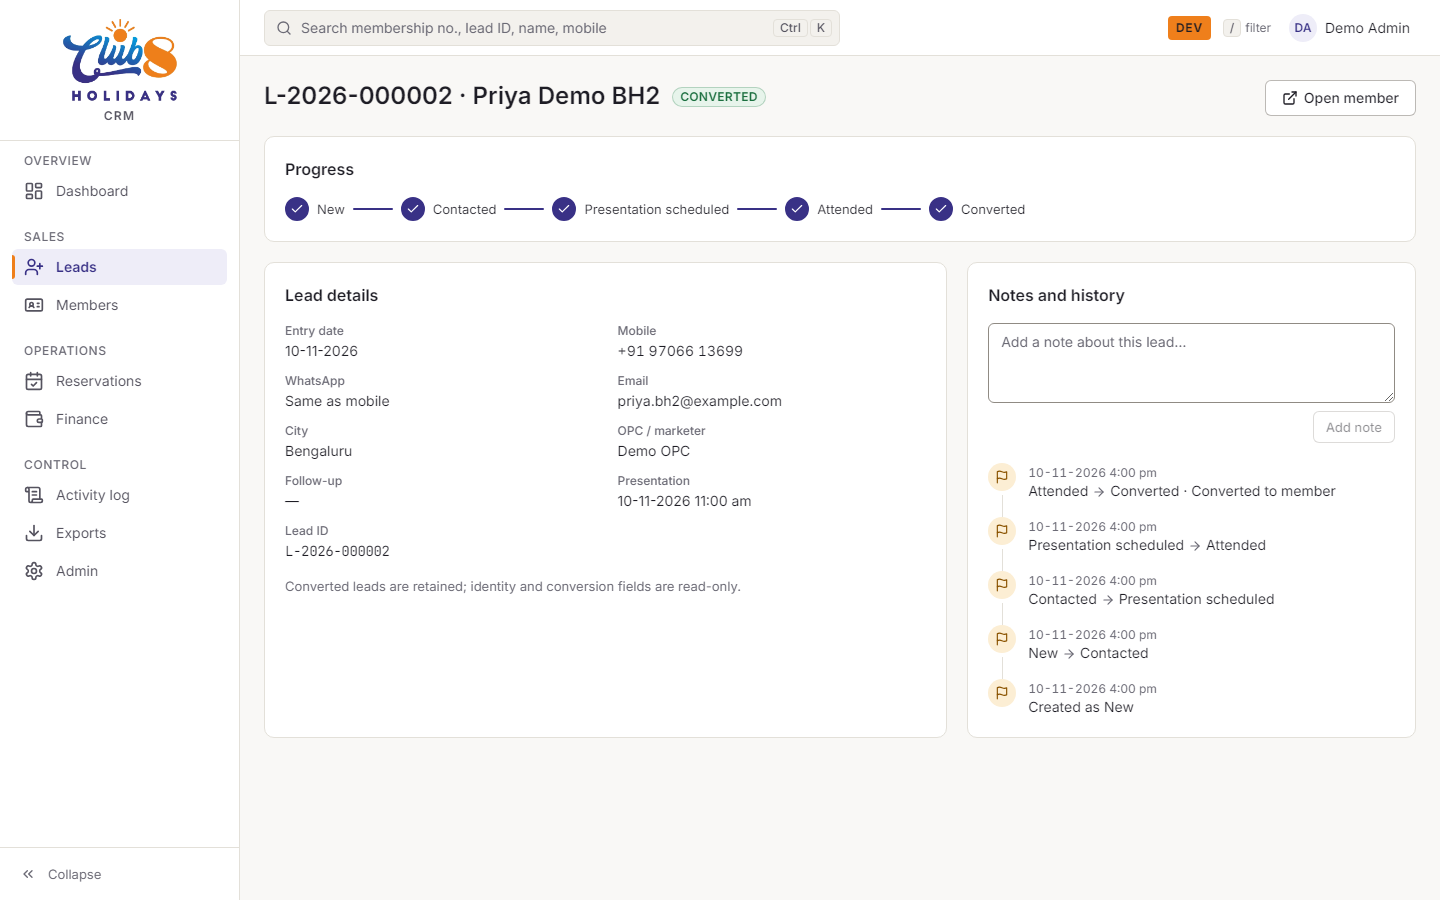 Club8
HOLIDAYS
CRM
OVERVIEW
Dashboard
SALES
Leads
Members
OPERATIONS
Reservations
Finance
CONTROL
Activity log
Exports
Admin
Collapse
Search membership no., lead ID, name, mobile
Ctrl K
DEV
/ filter
DA Demo Admin
L-2026-000002 · Priya Demo BH2 CONVERTED
Open member
Progress
New Contacted Presentation scheduled Attended Converted
Lead details
Entry date
10-11-2026
Mobile
+91 97066 13699
WhatsApp
Same as mobile
Email
priya.bh2@example.com
City
Bengaluru
OPC / marketer
Demo OPC
Follow-up
—
Presentation
10-11-2026 11:00 am
Lead ID
L-2026-000002
Converted leads are retained; identity and conversion fields are read-only.
Notes and history
Add a note about this lead...
Add note
10-11-2026 4:00 pm
Attended → Converted · Converted to member
10-11-2026 4:00 pm
Presentation scheduled → Attended
10-11-2026 4:00 pm
Contacted → Presentation scheduled
10-11-2026 4:00 pm
New → Contacted
10-11-2026 4:00 pm
Created as New